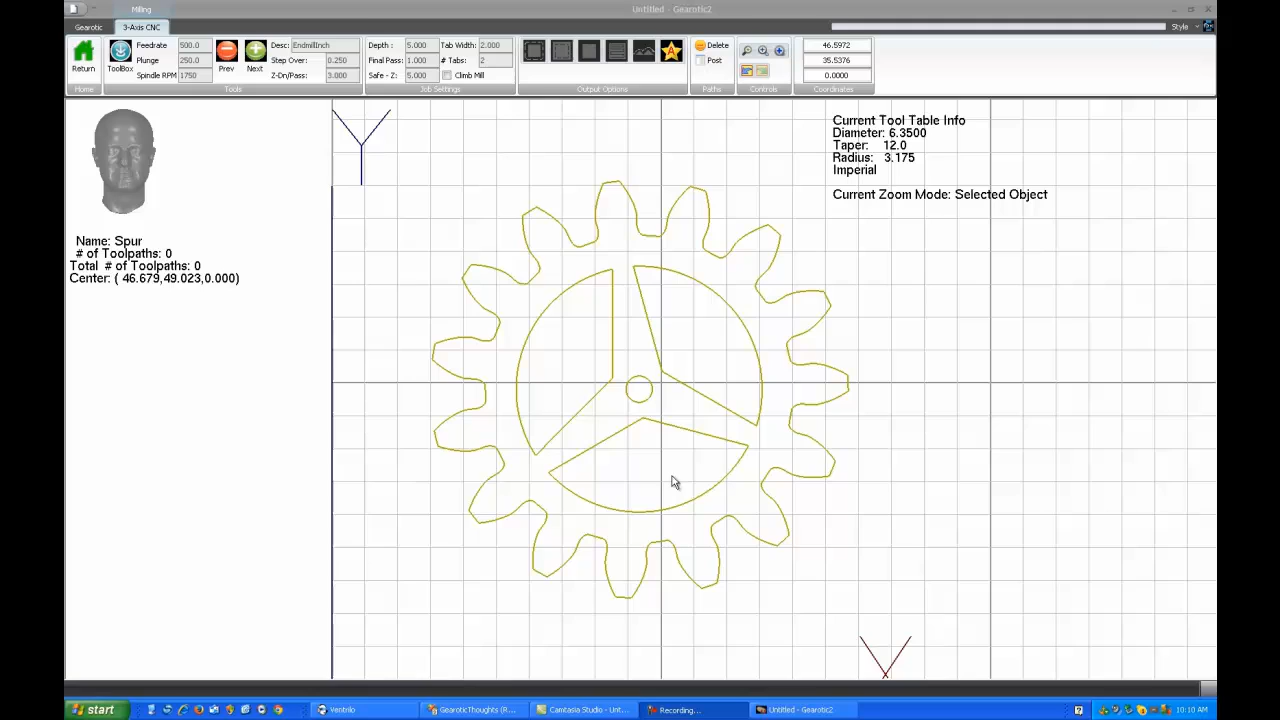 Milling
Untitled - Gearotic2
Gearotic
3-Axis CNC
Style
Return
ToolBox
Feedrate 500.0
Plunge 250.0
Spindle RPM 1750
Prev
Next
Desc: EndmillInch
Step Over: 0.250
Z-Dn/Pass: 3.000
Depth : 5.000
Final Pass: 1.000
Safe - Z: 5.000
Tab Width: 2.000
# Tabs: 2
Climb Mill
Delete
Post
46.5972
35.5376
0.0000
Home
Tools
Job Settings
Output Options
Paths
Controls
Coordinates
Name: Spur
# of Toolpaths: 0
Total # of Toolpaths: 0
Center: ( 46.679,49.023,0.000)
Current Tool Table Info
Diameter: 6.3500
Taper: 12.0
Radius: 3.175
Imperial
Current Zoom Mode: Selected Object
start
Ventrilo
GearoticThoughts (R...
Camtasia Studio - Unt...
Recording...
Untitled - Gearotic2
10:10 AM